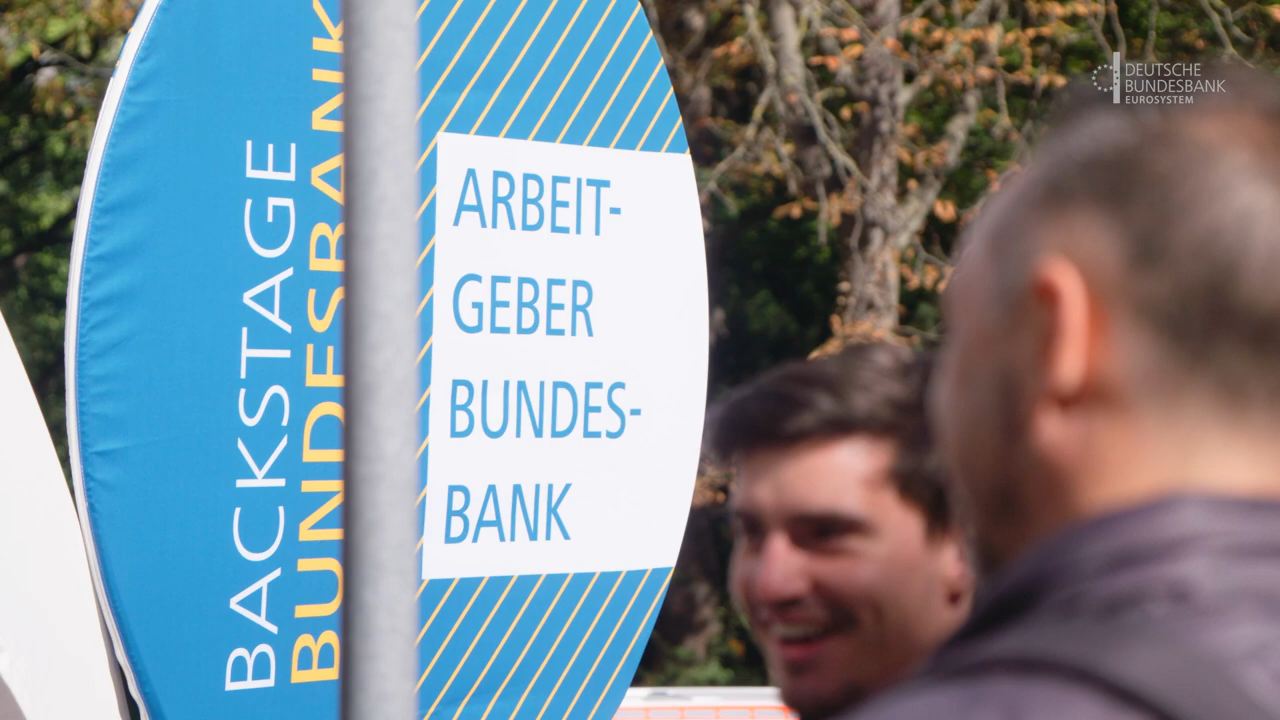 BACKSTAGE
BUNDESBANK
ARBEIT-
GEBER
BUNDES-
BANK
DEUTSCHE
BUNDESBANK
EUROSYSTEM